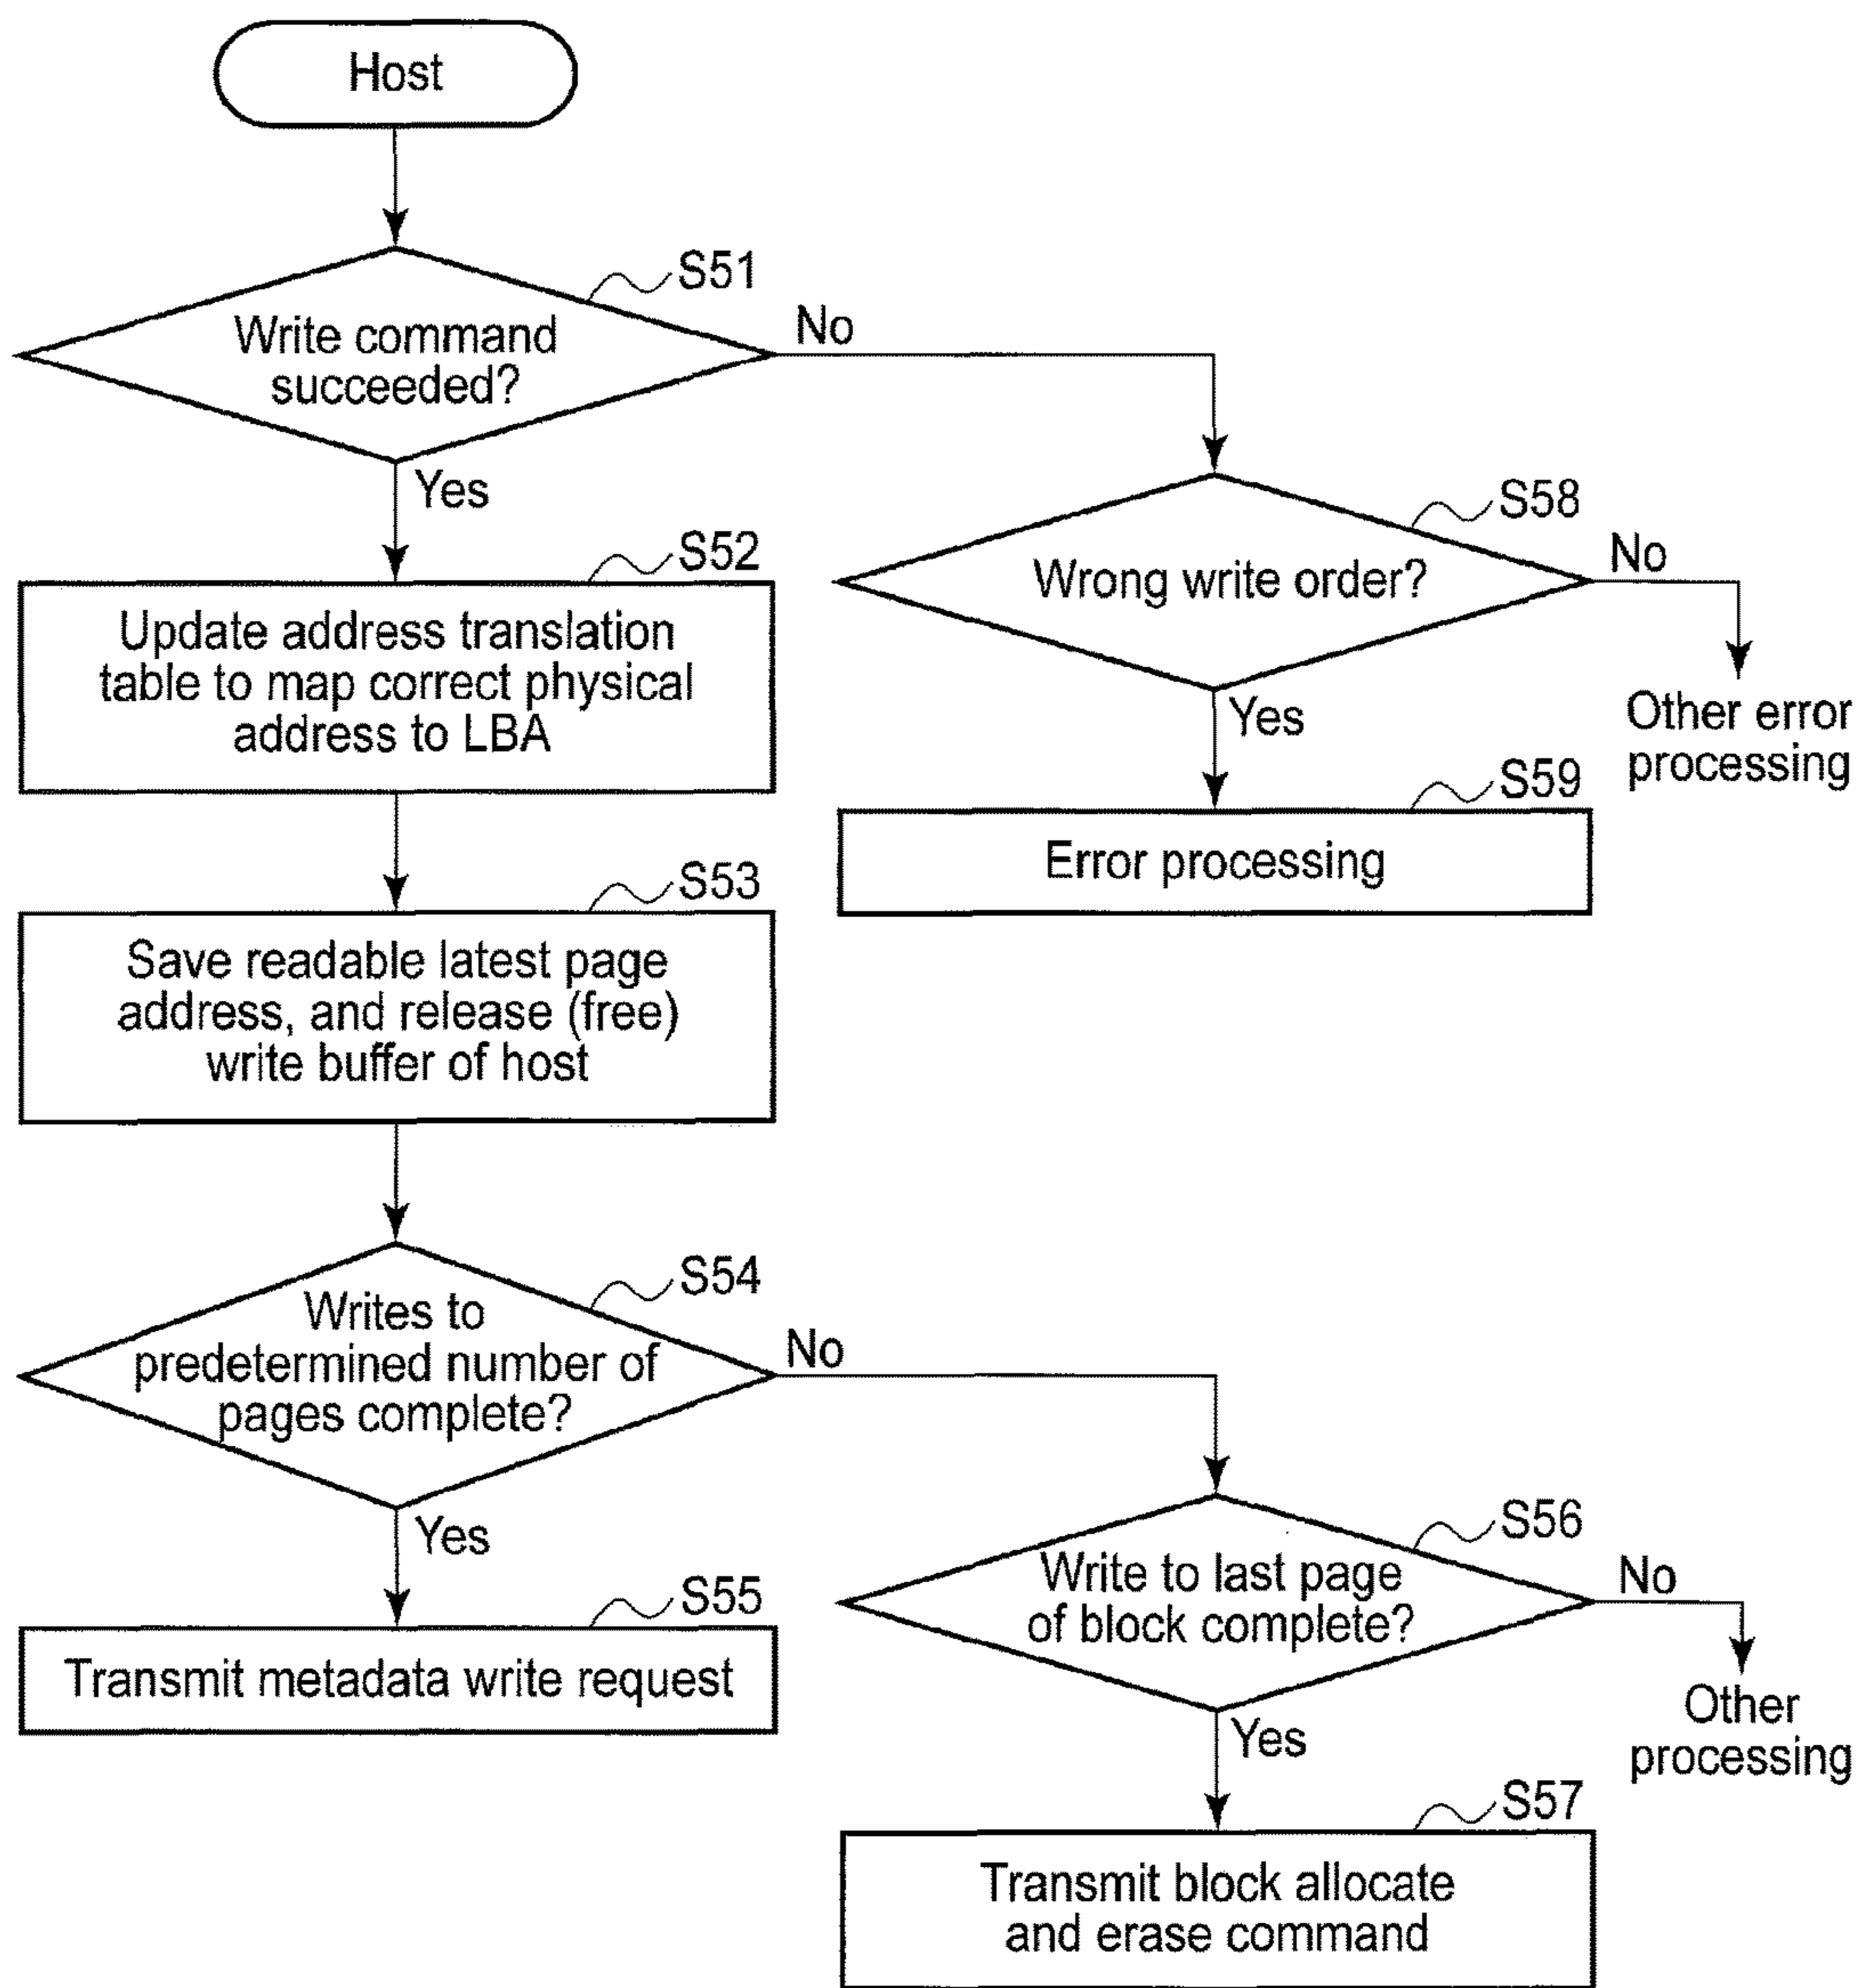 Host
S51
Write command
succeeded?
No
Yes
S58
Wrong write order?
No
Other error
processing
Yes
S59
Error processing
S52
Update address translation
table to map correct physical
address to LBA
S53
Save readable latest page
address, and release (free)
write buffer of host
S54
Writes to
predetermined number of
pages complete?
No
Yes
S55
Transmit metadata write request
S56
Write to last page
of block complete?
No
Other
processing
Yes
S57
Transmit block allocate
and erase command